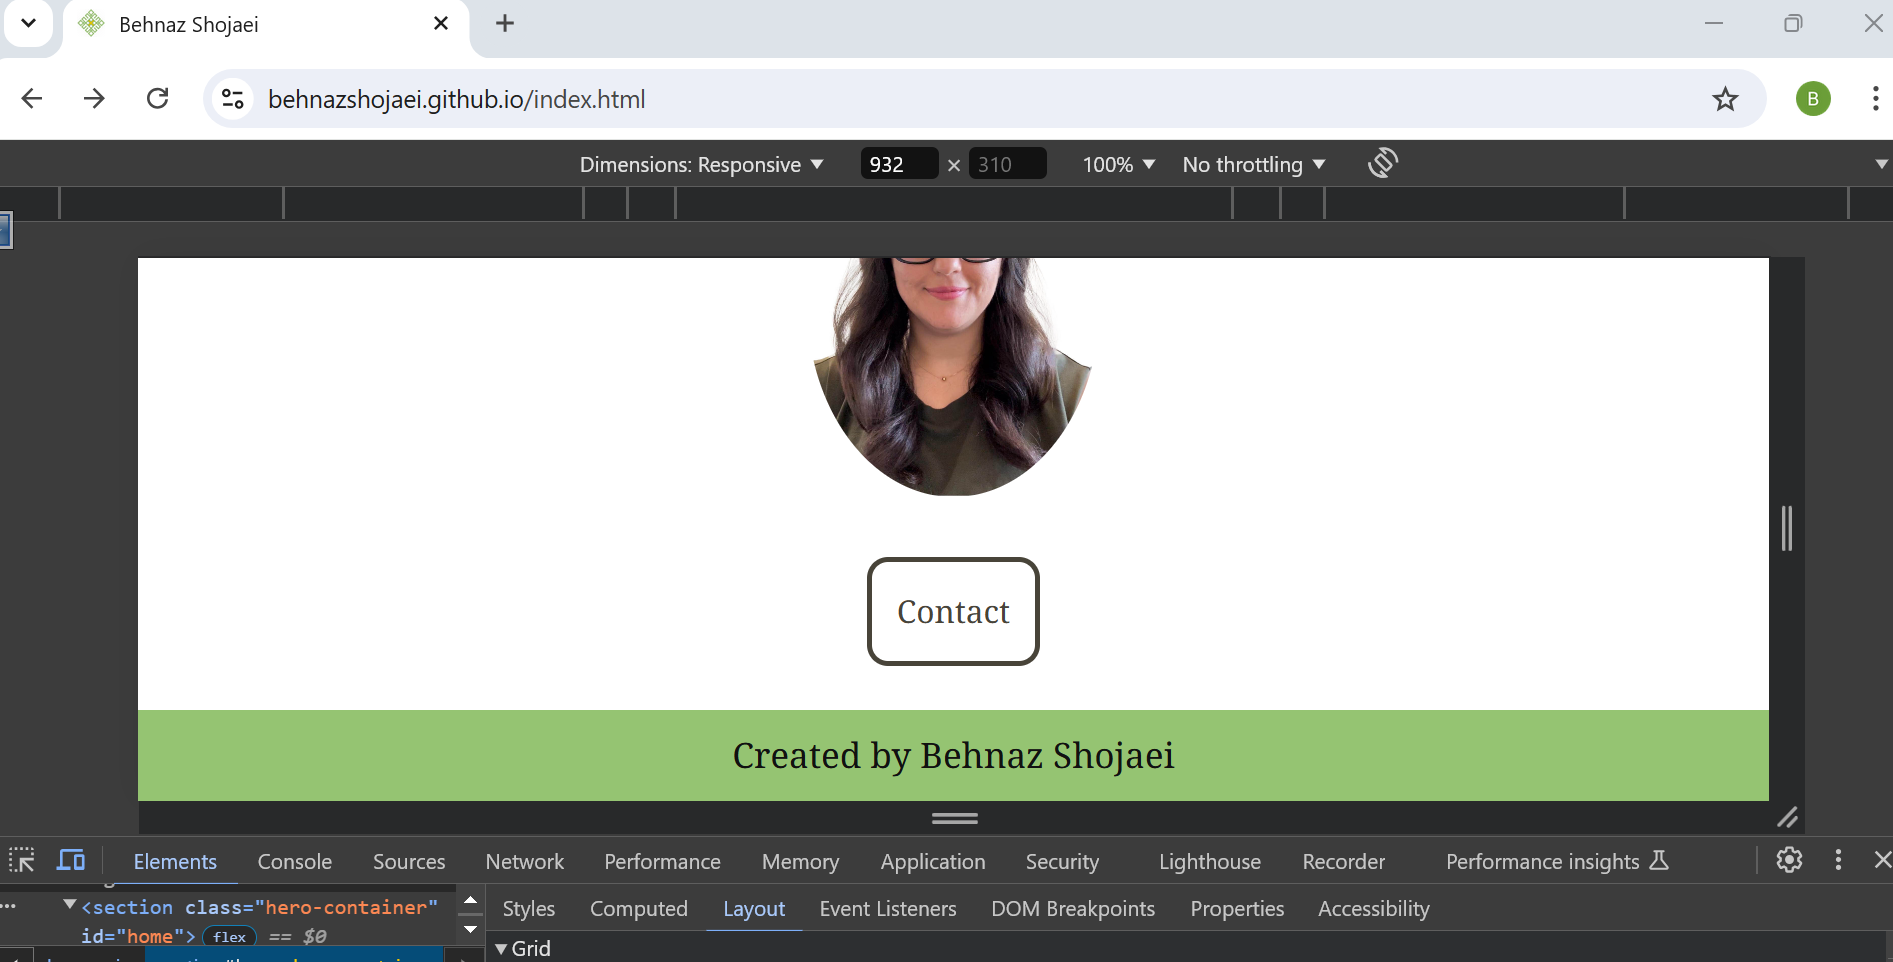 Behnaz Shojaei
behnazshojaei.github.io/index.html
B
Dimensions: Responsive 932 × 310 100% No throttling
Contact
Created by Behnaz Shojaei
Elements Console Sources Network Performance Memory Application Security Lighthouse Recorder Performance insights
<section class="hero-container"
id="home"> flex == $0
Styles Computed Layout Event Listeners DOM Breakpoints Properties Accessibility
Grid